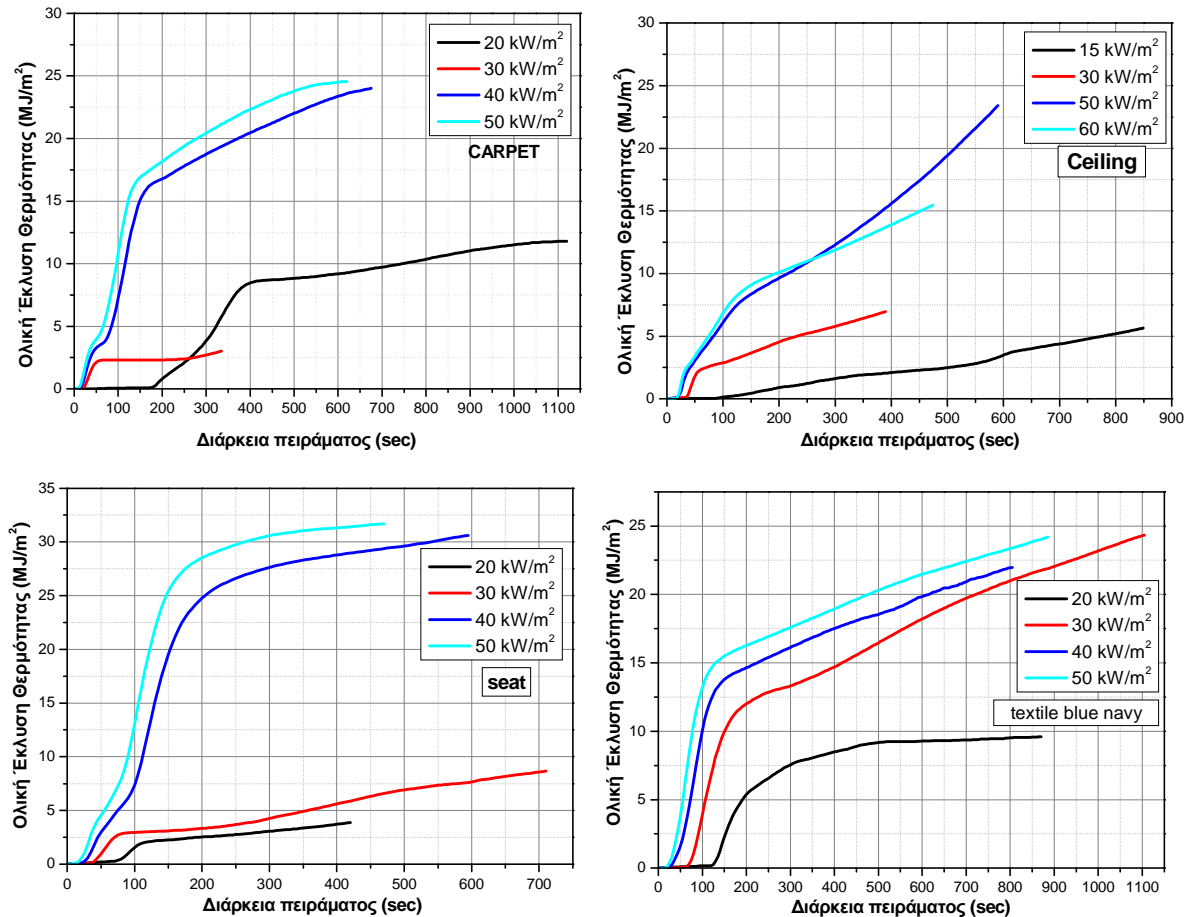 30
25
20
15
10
5
0
Ολική Έκλυση Θερμότητας (MJ/m²)
20 kW/m²
30 kW/m²
40 kW/m²
50 kW/m²
CARPET
0 100 200 300 400 500 600 700 800 900 1000 1100
Διάρκεια πειράματος (sec)
30
25
20
15
10
5
0
Ολική Έκλυση Θερμότητας (MJ/m²)
15 kW/m²
30 kW/m²
50 kW/m²
60 kW/m²
Ceiling
0 100 200 300 400 500 600 700 800 900
Διάρκεια πειράματος (sec)
35
30
25
20
15
10
5
0
Ολική Έκλυση Θερμότητας (MJ/m²)
20 kW/m²
30 kW/m²
40 kW/m²
50 kW/m²
seat
0 100 200 300 400 500 600 700
Διάρκεια πειράματος (sec)
25
20
15
10
5
0
Ολική Έκλυση Θερμότητας (MJ/m²)
20 kW/m²
30 kW/m²
40 kW/m²
50 kW/m²
textile blue navy
0 100 200 300 400 500 600 700 800 900 1000 1100
Διάρκεια πειράματος (sec)